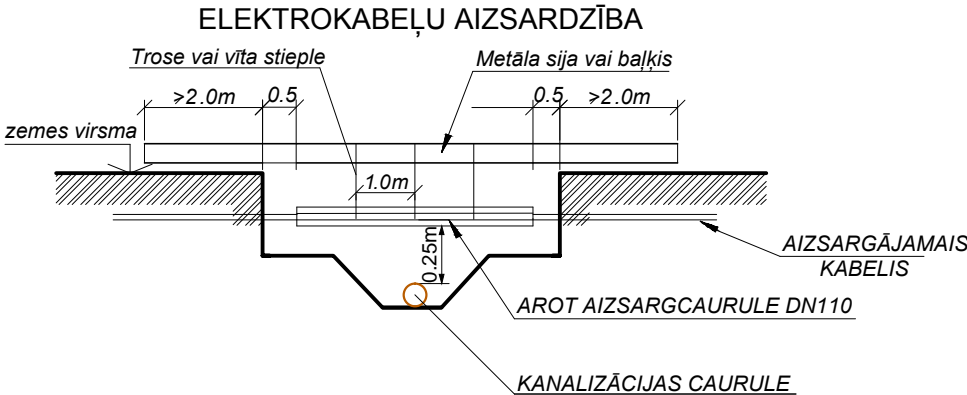 ELEKTROKABEĻU AIZSARDZĪBA
Trose vai vīta stieple
Metāla sija vai baļķis
>2.0m
0.5
0.5
>2.0m
zemes virsma
1.0m
0.25m
AIZSARGĀJAMAIS
KABELIS
AROT AIZSARGCAURULE DN110
KANALIZĀCIJAS CAURULE